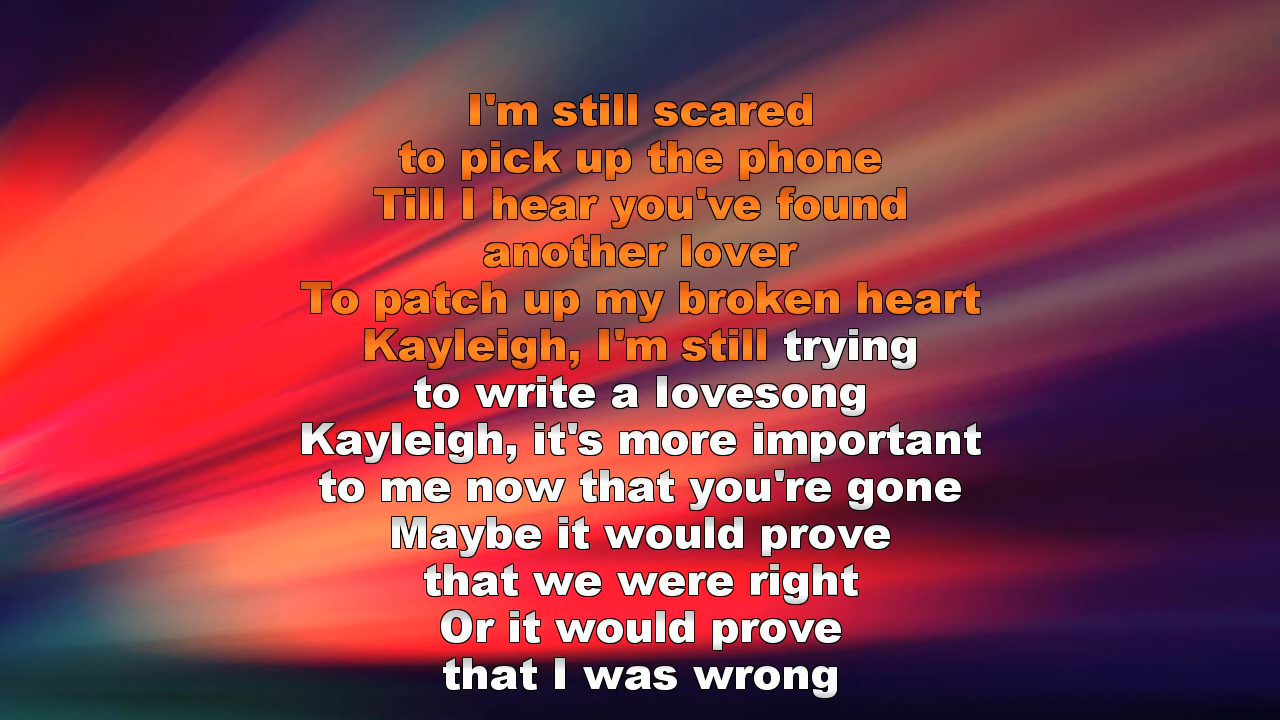 I'm still scared
to pick up the phone
Till I hear you've found
another lover
To patch up my broken heart
Kayleigh, I'm still trying
to write a lovesong
Kayleigh, it's more important
to me now that you're gone
Maybe it would prove
that we were right
Or it would prove
that I was wrong